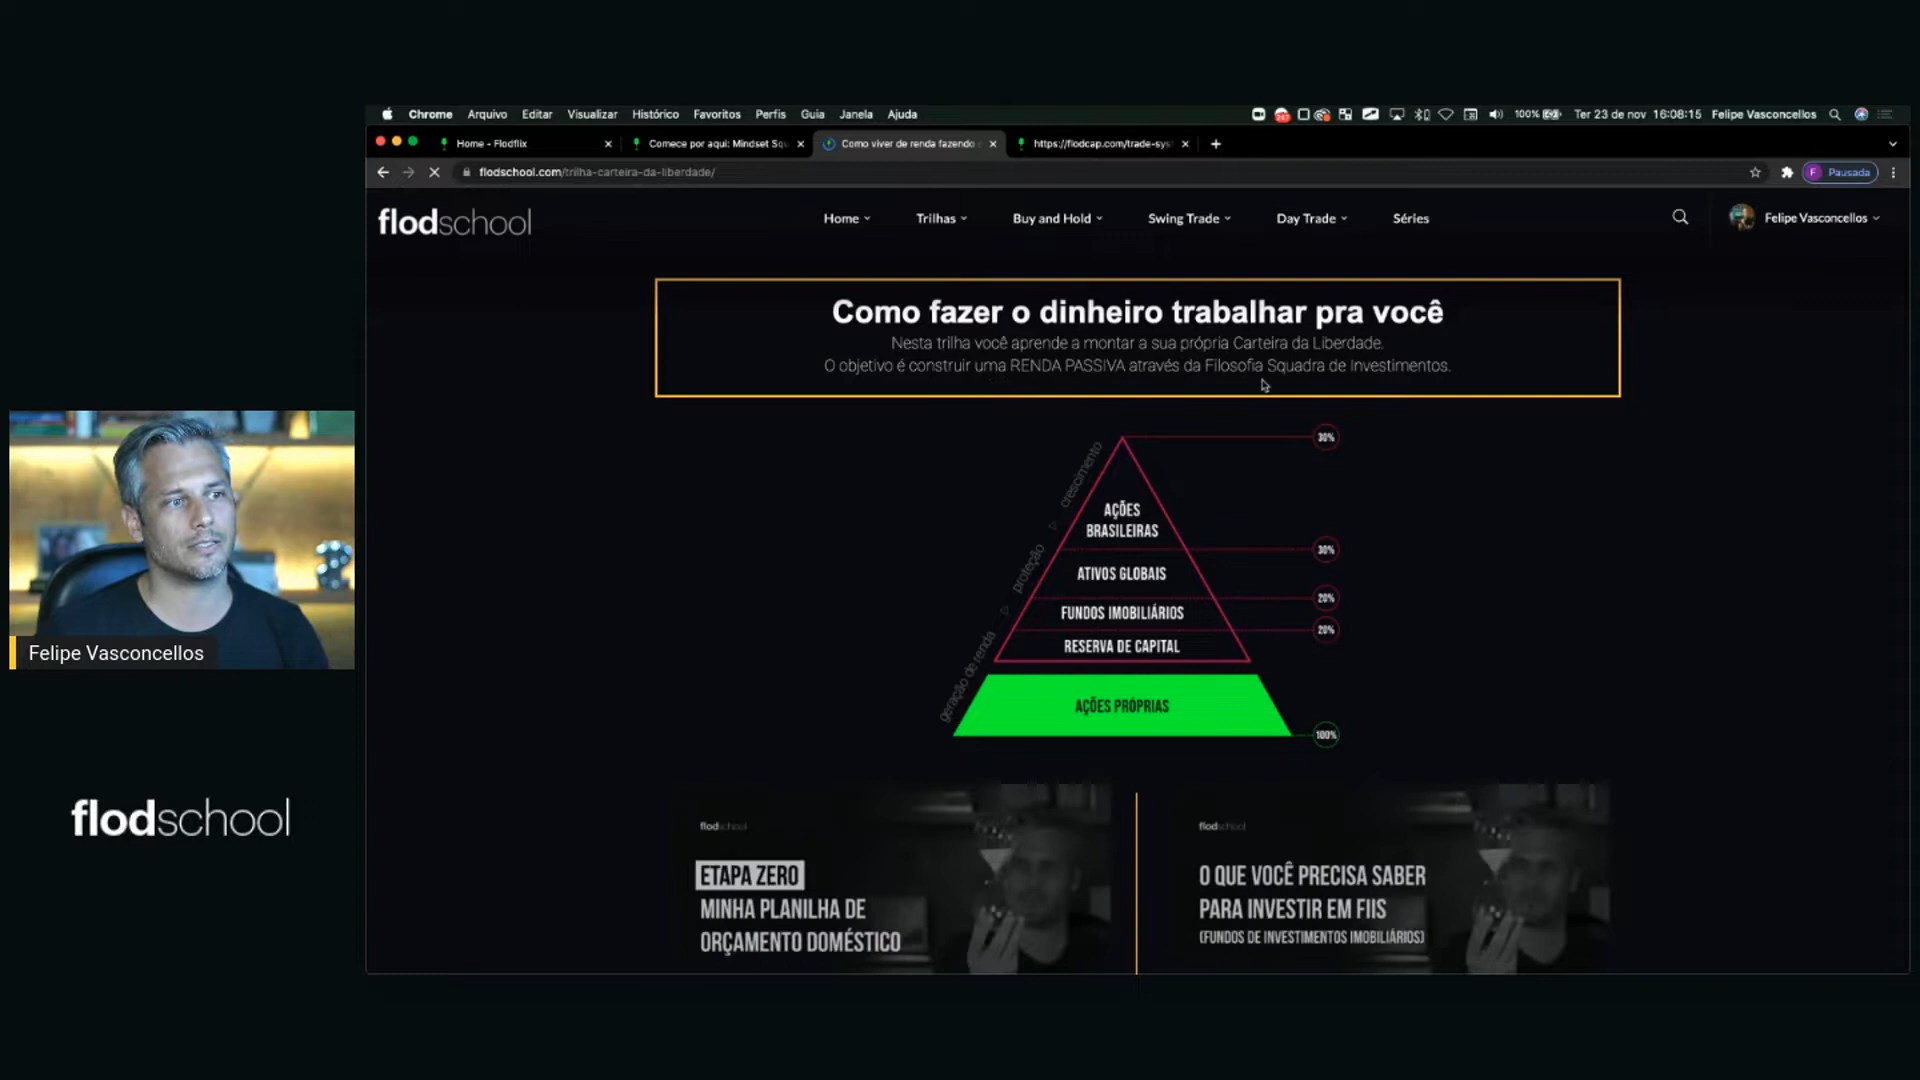 Chrome Arquivo Editar Visualizar Histórico Favoritos Perfis Guia Janela Ajuda
100% Ter 23 de nov 16:08:15 Felipe Vasconcellos
Home - Flodflix
Comece por aqui: Mindset Squ
Como viver de renda fazendo
https://flodcap.com/trade-sys
flodschool.com/trilha-carteira-da-liberdade/
F Pausada
flodschool
Home Trilhas Buy and Hold Swing Trade Day Trade Séries
Felipe Vasconcellos
Como fazer o dinheiro trabalhar pra você
Nesta trilha você aprende a montar a sua própria Carteira da Liberdade.
O objetivo é construir uma RENDA PASSIVA através da Filosofia Squadra de Investimentos.
30%
crescimento
AÇÕES
BRASILEIRAS
30%
proteção
ATIVOS GLOBAIS
20%
FUNDOS IMOBILIÁRIOS
20%
geração de renda
RESERVA DE CAPITAL
AÇÕES PRÓPRIAS
100%
Felipe Vasconcellos
flodschool
flodschool
ETAPA ZERO
MINHA PLANILHA DE
ORÇAMENTO DOMÉSTICO
flodschool
O QUE VOCÊ PRECISA SABER
PARA INVESTIR EM FIIS
(FUNDOS DE INVESTIMENTOS IMOBILIÁRIOS)